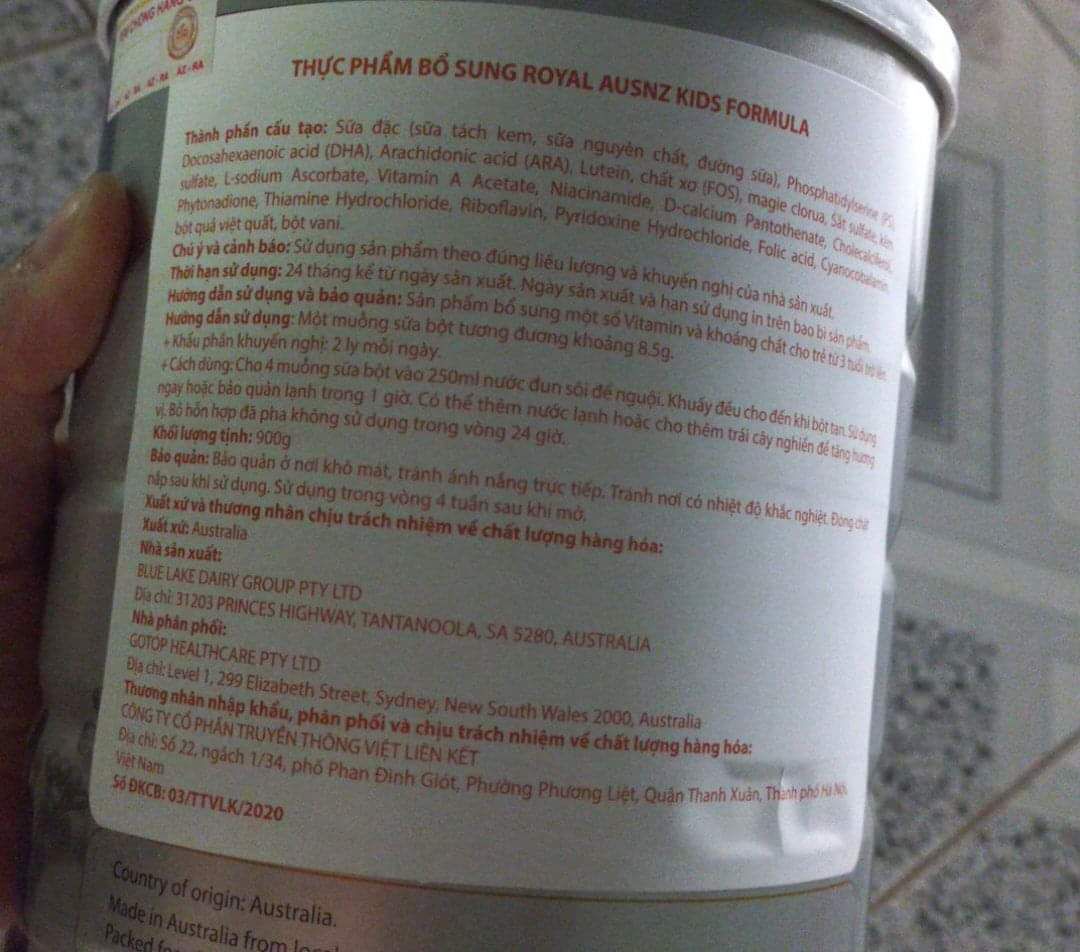 CHỐNG HÀNG
AZ-RA AZ-RA
THỰC PHẨM BỔ SUNG ROYAL AUSNZ KIDS FORMULA
Thành phần cấu tạo: Sữa đặc (sữa tách kem, sữa nguyên chất, đường sữa), Phosphatidylserine (PS),
Docosahexaenoic acid (DHA), Arachidonic acid (ARA), Lutein, chất xơ (FOS), magie clorua, Sắt sulfate, kẽm
sulfate, L-sodium Ascorbate, Vitamin A Acetate, Niacinamide, D-calcium Pantothenate, Cholecalciferol,
Phytonadione, Thiamine Hydrochloride, Riboflavin, Pyridoxine Hydrochloride, Folic acid, Cyanocobalamin
bột quả việt quất, bột vani.
Chú ý và cảnh báo: Sử dụng sản phẩm theo đúng liều lượng và khuyến nghị của nhà sản xuất.
Thời hạn sử dụng: 24 tháng kể từ ngày sản xuất. Ngày sản xuất và hạn sử dụng in trên bao bì sản phẩm.
Hướng dẫn sử dụng và bảo quản: Sản phẩm bổ sung một số Vitamin và khoáng chất cho trẻ từ 3 tuổi trở lên.
Hướng dẫn sử dụng: Một muỗng sữa bột tương đương khoảng 8.5g.
+ Khẩu phần khuyến nghị: 2 ly mỗi ngày.
+ Cách dùng: Cho 4 muỗng sữa bột vào 250ml nước đun sôi để nguội. Khuấy đều cho đến khi bột tan. Sử dụng
ngay hoặc bảo quản lạnh trong 1 giờ. Có thể thêm nước lạnh hoặc cho thêm trái cây nghiền để tăng hương
vị. Bỏ hỗn hợp đã pha không sử dụng trong vòng 24 giờ.
Khối lượng tịnh: 900g
Bảo quản: Bảo quản ở nơi khô mát, tránh ánh nắng trực tiếp. Tránh nơi có nhiệt độ khắc nghiệt. Đóng chặt
nắp sau khi sử dụng. Sử dụng trong vòng 4 tuần sau khi mở.
Xuất xứ và thương nhân chịu trách nhiệm về chất lượng hàng hóa:
Xuất xứ: Australia
Nhà sản xuất:
BLUE LAKE DAIRY GROUP PTY LTD
Địa chỉ: 31203 PRINCES HIGHWAY, TANTANOOLA, SA 5280, AUSTRALIA
Nhà phân phối:
GOTOP HEALTHCARE PTY LTD
Địa chỉ: Level 1, 299 Elizabeth Street, Sydney, New South Wales 2000, Australia
Thương nhân nhập khẩu, phân phối và chịu trách nhiệm về chất lượng hàng hóa:
CÔNG TY CỔ PHẦN TRUYỀN THÔNG VIỆT LIÊN KẾT
Địa chỉ: Số 22, ngách 1/34, phố Phan Đình Giót, Phường Phương Liệt, Quận Thanh Xuân, Thành phố Hà Nội,
Việt Nam
Số ĐKCB: 03/TTVLK/2020
Country of origin: Australia.
Made in Australia from
Packed